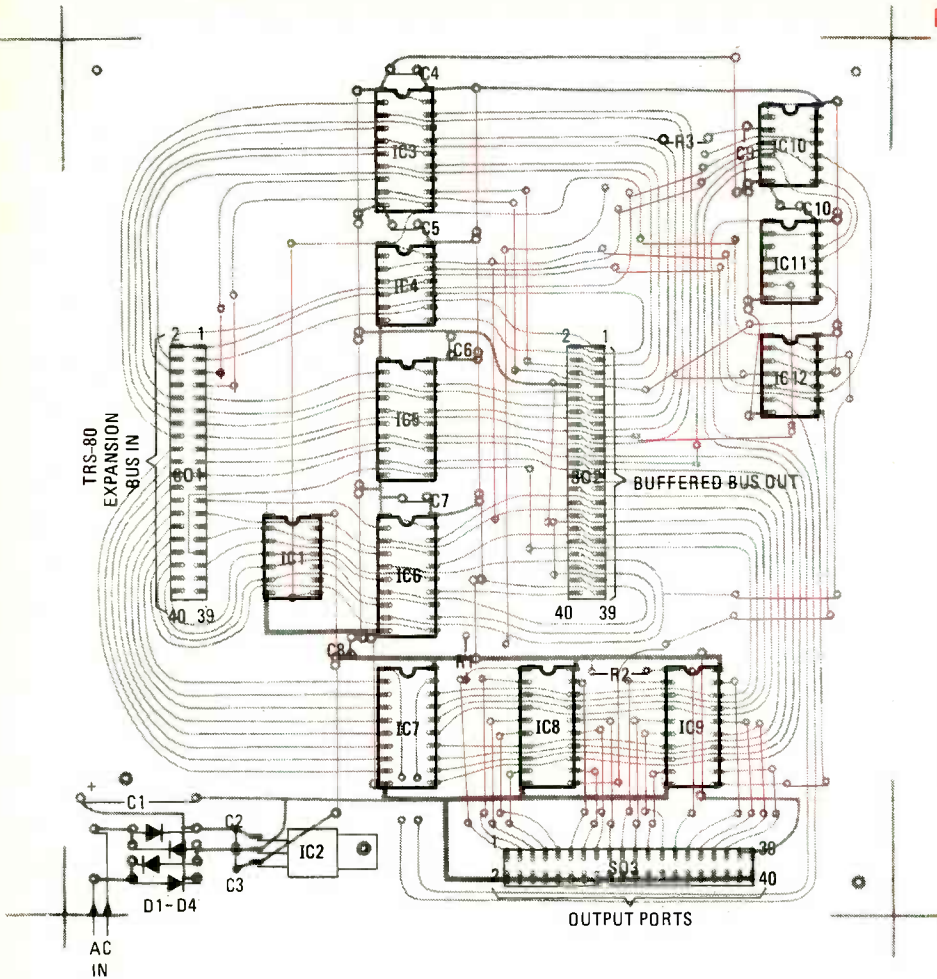 C4
IC3
R3
C9
IC10
C5
C10
IC4
IC11
2 1
2 1
C6
IC12
TRS-80
EXPANSION
BUS IN
IC5
SO1
SO2
BUFFERED BUS OUT
C7
IC1
IC6
40 39
40 39
C8
R1
R2
IC7
IC8
IC9
+
C1
C2
IC2
C3
D1-D4
1
38
SO3
2
40
OUTPUT PORTS
AC
IN